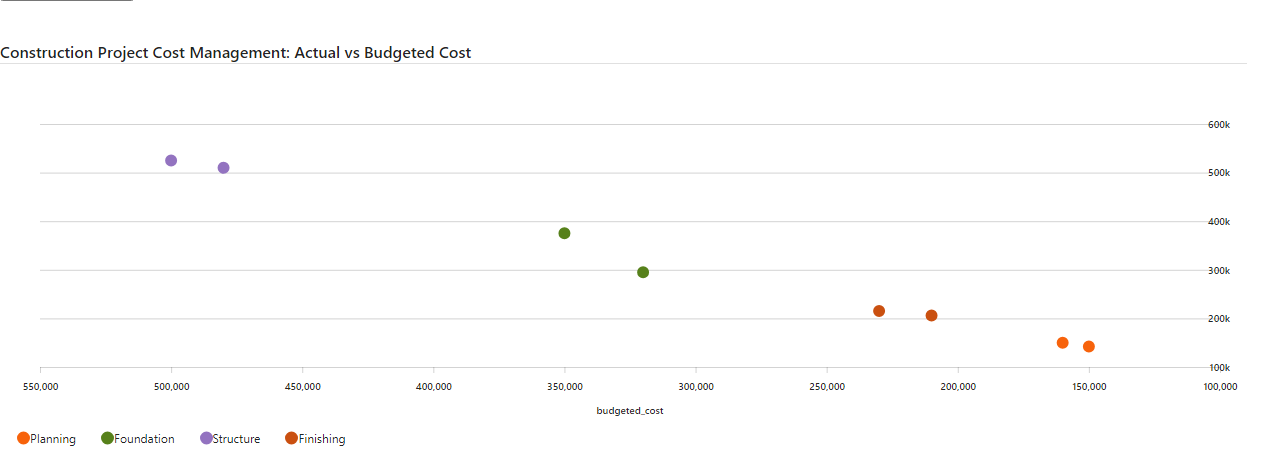 Construction Project Cost Management: Actual vs Budgeted Cost
600k
500k
400k
300k
200k
100k
550,000 500,000 450,000 400,000 350,000 300,000 250,000 200,000 150,000 100,000
budgeted_cost
Planning Foundation Structure Finishing